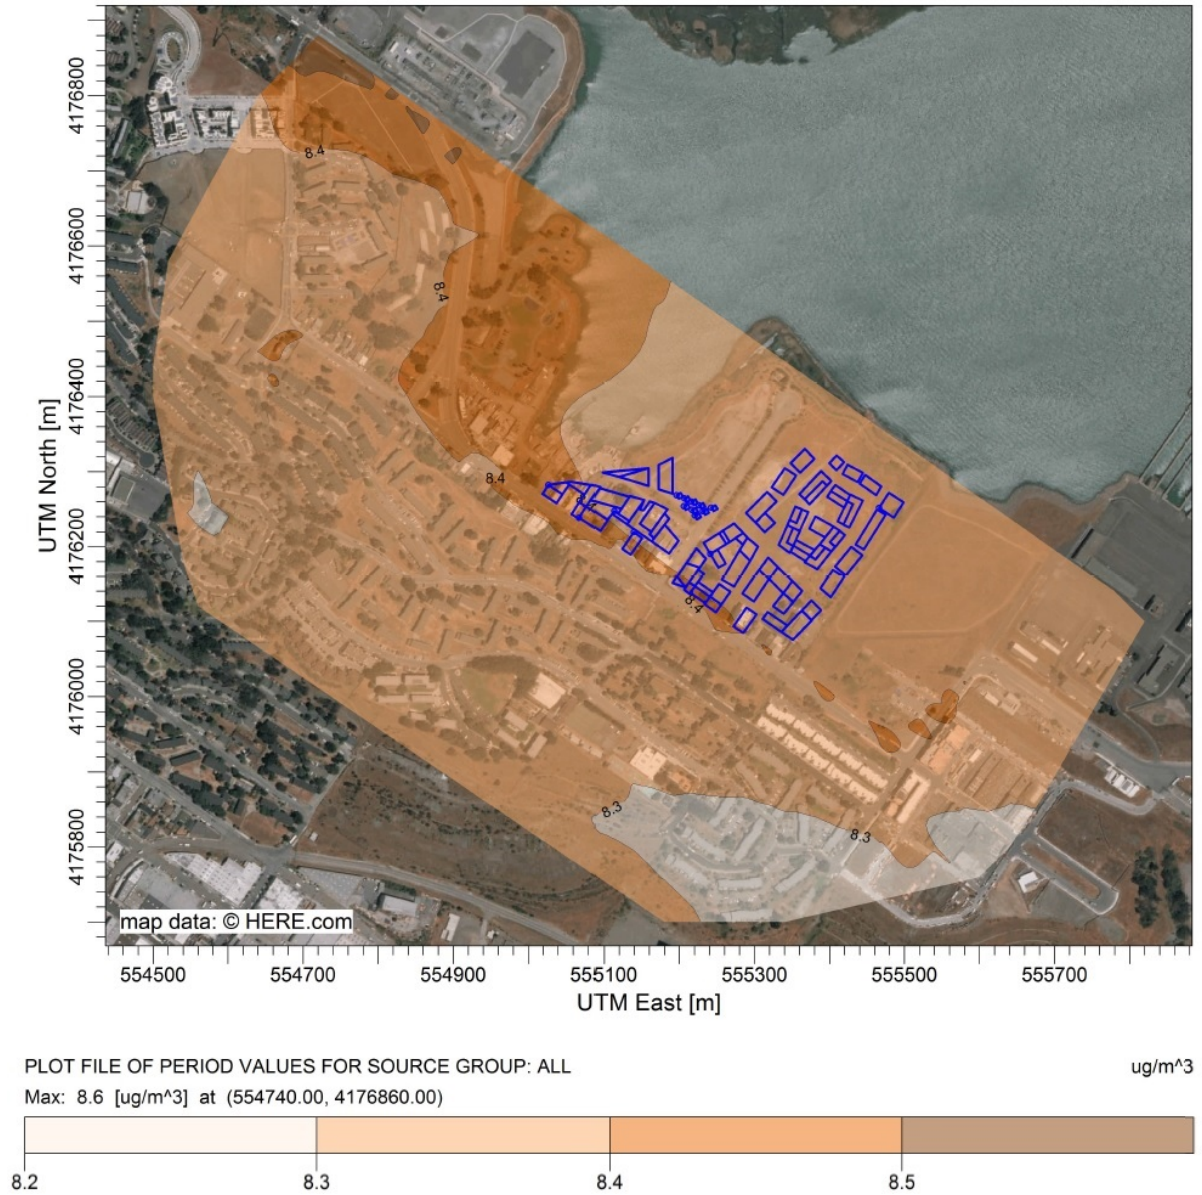 4176800
8.4
4176600
8.4
4176400
UTM North [m]
8.4
4176200
8.4
4176000
8.3
8.3
4175800
map data: © HERE.com
554500 554700 554900 555100 555300 555500 555700
UTM East [m]
PLOT FILE OF PERIOD VALUES FOR SOURCE GROUP: ALL ug/m^3
Max: 8.6 [ug/m^3] at (554740.00, 4176860.00)
8.2 8.3 8.4 8.5